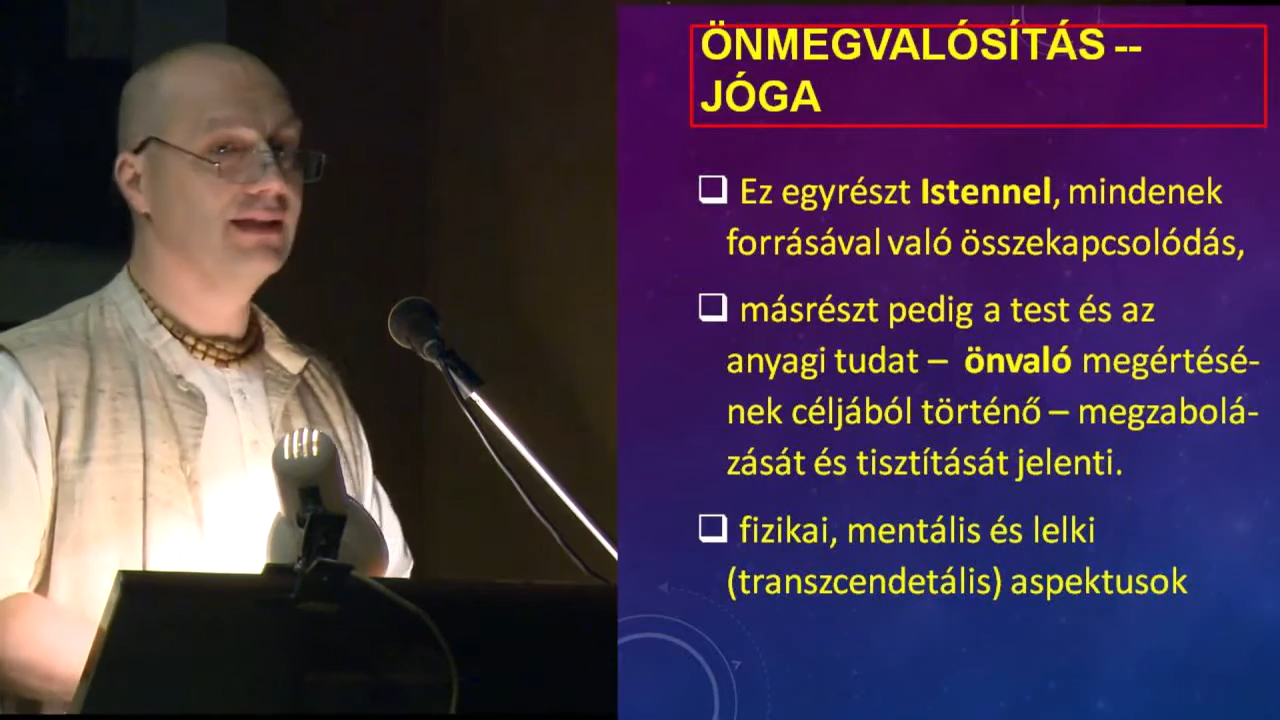 ÖNMEGVALÓSÍTÁS --
JÓGA
Ez egyrészt Istennel, mindenek
forrásával való összekapcsolódás,
másrészt pedig a test és az
anyagi tudat – önvaló megértésé-
nek céljából történő – megzabolá-
zását és tisztítását jelenti.
fizikai, mentális és lelki
(transzcendetális) aspektusok